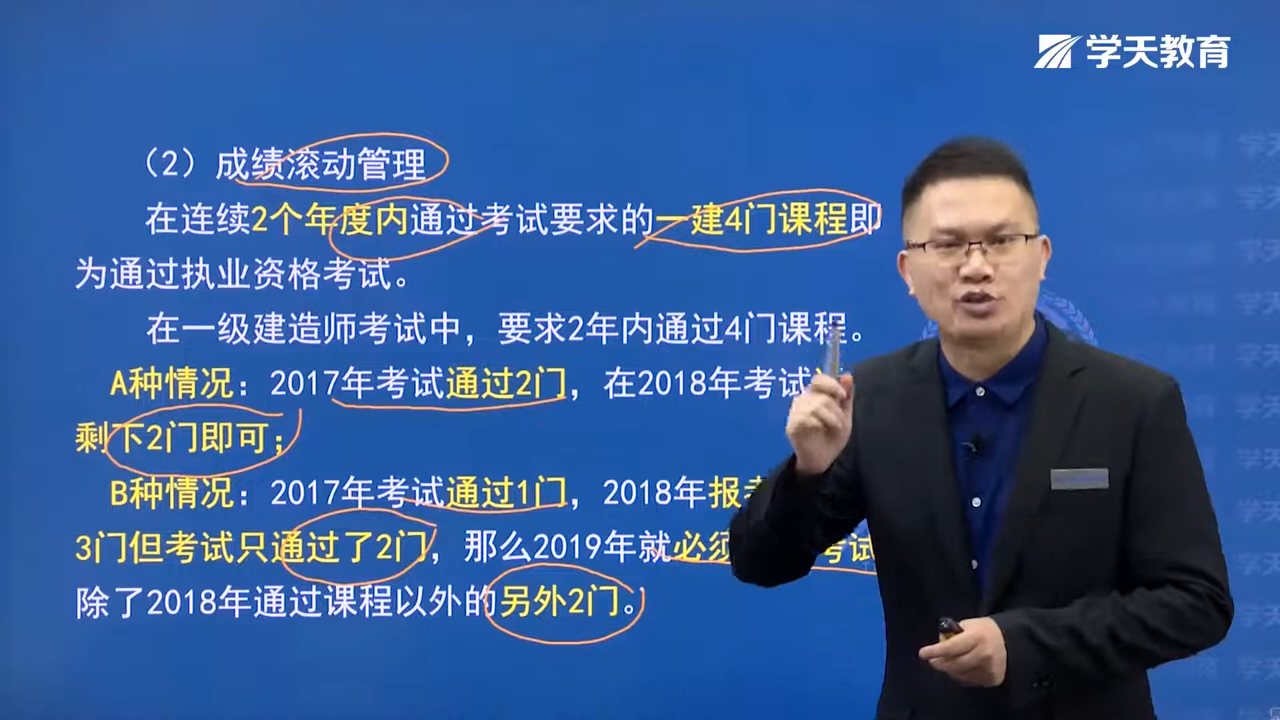 学天教育
（2）成绩滚动管理
在连续2个年度内通过考试要求的一建4门课程即
为通过执业资格考试。
在一级建造师考试中，要求2年内通过4门课程。
A种情况：2017年考试通过2门，在2018年考试
剩下2门即可；
B种情况：2017年考试通过1门，2018年报考
3门但考试只通过了2门，那么2019年就必须考试
除了2018年通过课程以外的另外2门。